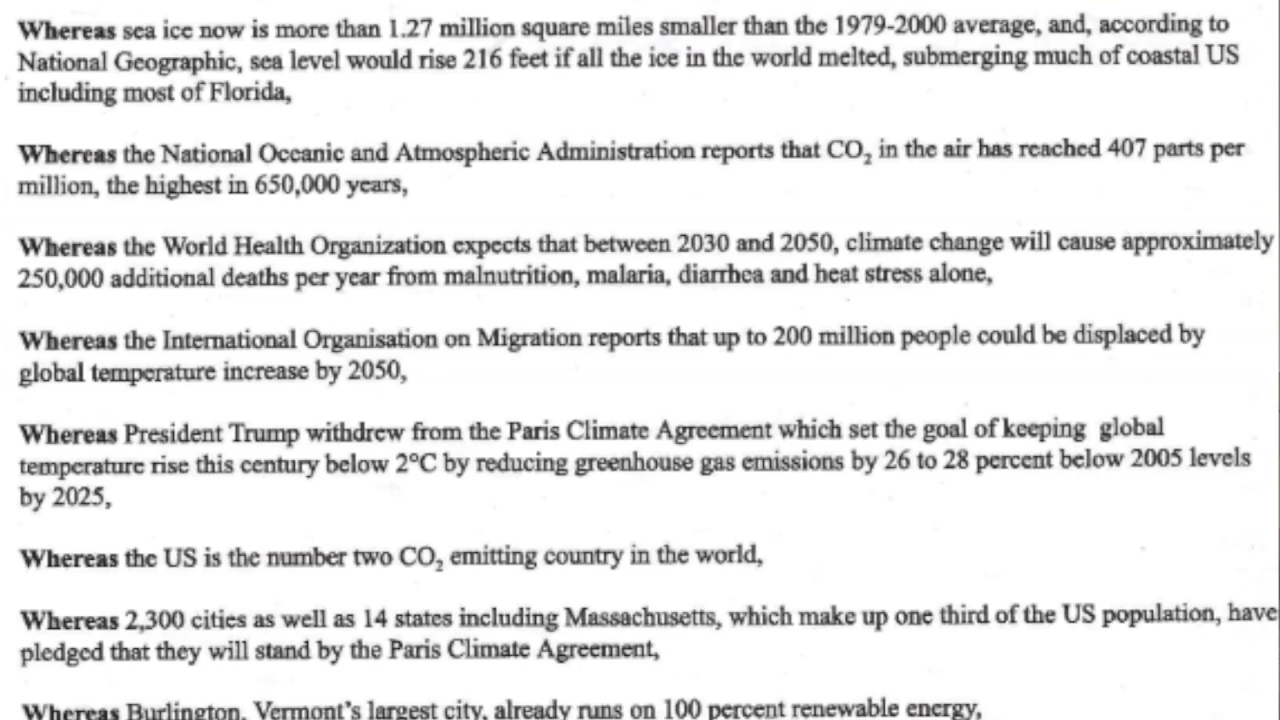 Whereas sea ice now is more than 1.27 million square miles smaller than the 1979-2000 average, and, according to
National Geographic, sea level would rise 216 feet if all the ice in the world melted, submerging much of coastal US
including most of Florida,
Whereas the National Oceanic and Atmospheric Administration reports that CO₂ in the air has reached 407 parts per
million, the highest in 650,000 years,
Whereas the World Health Organization expects that between 2030 and 2050, climate change will cause approximately
250,000 additional deaths per year from malnutrition, malaria, diarrhea and heat stress alone,
Whereas the International Organisation on Migration reports that up to 200 million people could be displaced by
global temperature increase by 2050,
Whereas President Trump withdrew from the Paris Climate Agreement which set the goal of keeping global
temperature rise this century below 2°C by reducing greenhouse gas emissions by 26 to 28 percent below 2005 levels
by 2025,
Whereas the US is the number two CO₂ emitting country in the world,
Whereas 2,300 cities as well as 14 states including Massachusetts, which make up one third of the US population, have
pledged that they will stand by the Paris Climate Agreement,
Whereas Burlington, Vermont's largest city, already runs on 100 percent renewable energy,